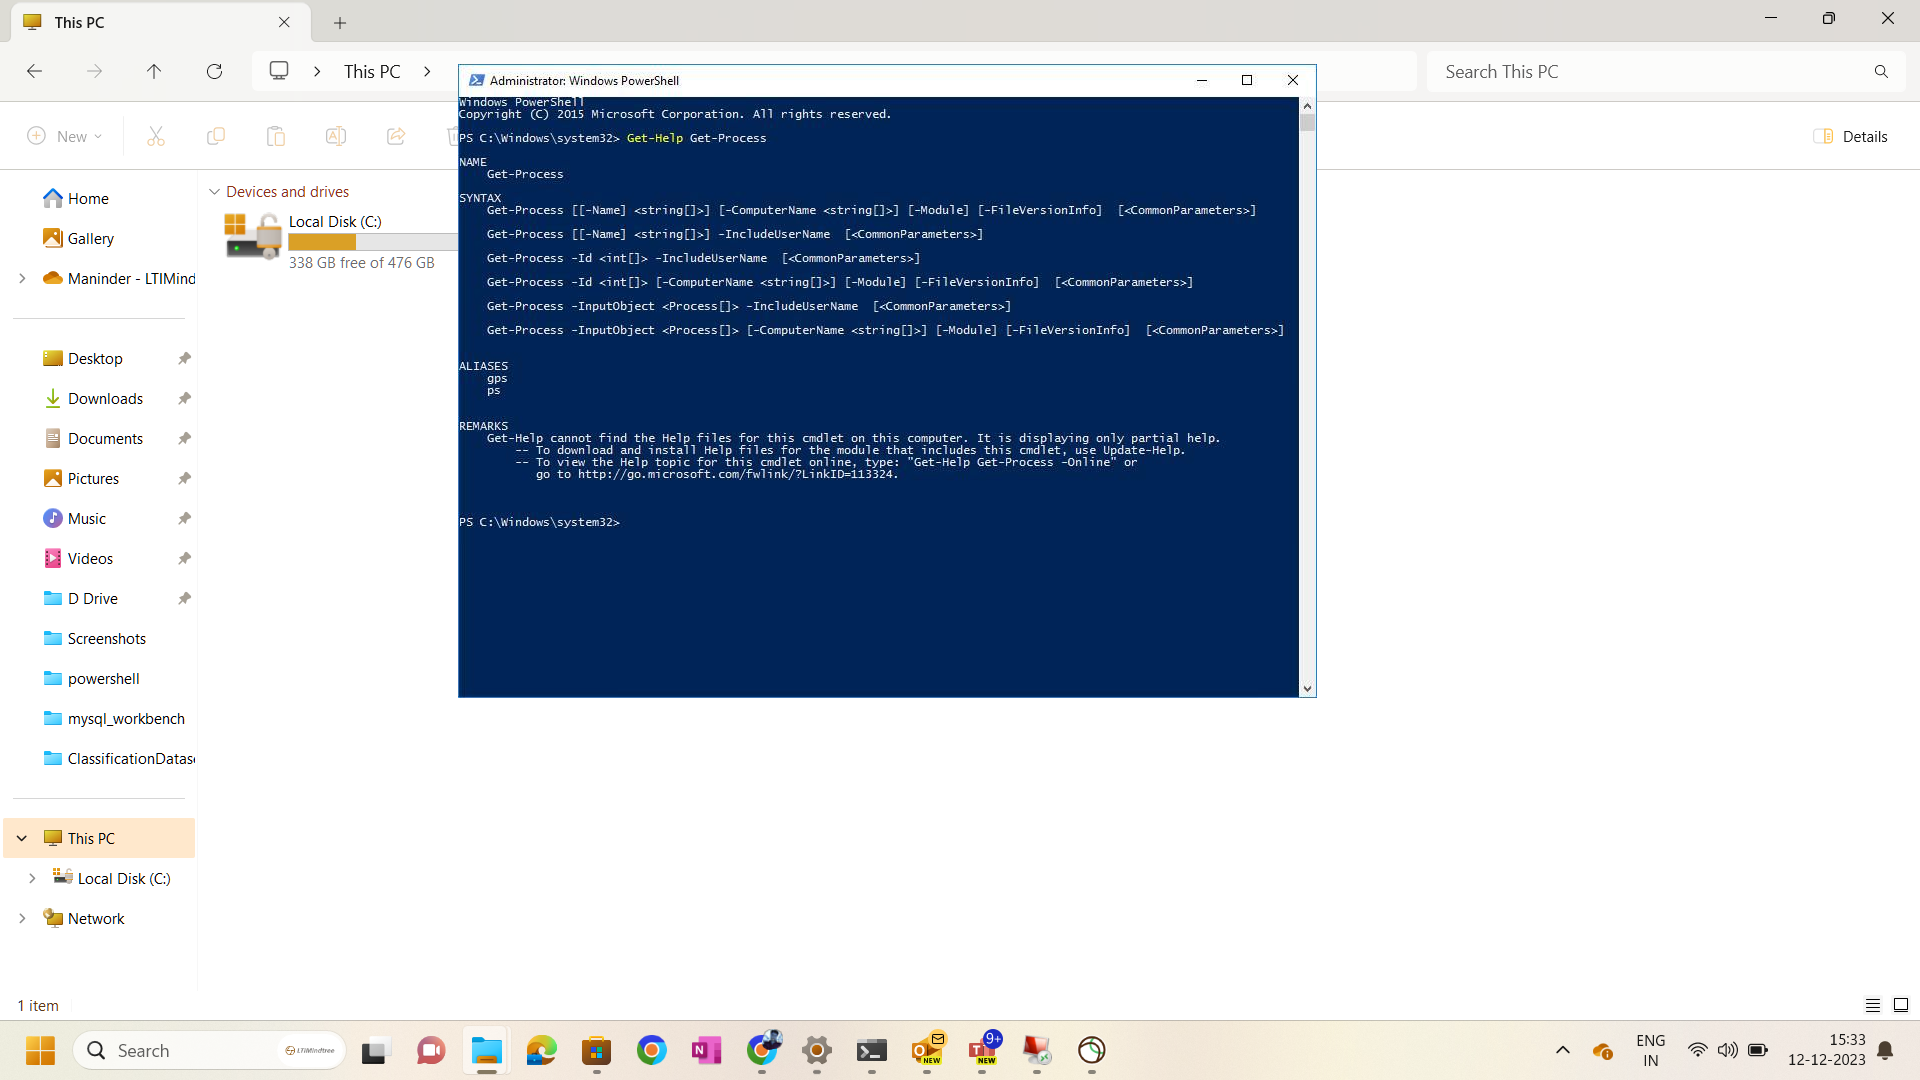 This PC
This PC
Search This PC
New
Details
Home
Gallery
Maninder - LTIMind
Desktop
Downloads
Documents
Pictures
Music
Videos
D Drive
Screenshots
powershell
mysql_workbench
ClassificationDatas
This PC
Local Disk (C:)
Network
Devices and drives
Local Disk (C:)
338 GB free of 476 GB
Administrator: Windows PowerShell
Windows PowerShell
Copyright (C) 2015 Microsoft Corporation. All rights reserved.
PS C:\Windows\system32> Get-Help Get-Process
NAME
Get-Process
SYNTAX
Get-Process [[-Name] <string[]>] [-ComputerName <string[]>] [-Module] [-FileVersionInfo]  [<CommonParameters>]
Get-Process [[-Name] <string[]>] -IncludeUserName  [<CommonParameters>]
Get-Process -Id <int[]> -IncludeUserName  [<CommonParameters>]
Get-Process -Id <int[]> [-ComputerName <string[]>] [-Module] [-FileVersionInfo]  [<CommonParameters>]
Get-Process -InputObject <Process[]> -IncludeUserName  [<CommonParameters>]
Get-Process -InputObject <Process[]> [-ComputerName <string[]>] [-Module] [-FileVersionInfo]  [<CommonParameters>]
ALIASES
gps
ps
REMARKS
Get-Help cannot find the Help files for this cmdlet on this computer. It is displaying only partial help.
-- To download and install Help files for the module that includes this cmdlet, use Update-Help.
-- To view the Help topic for this cmdlet online, type: "Get-Help Get-Process -Online" or
go to http://go.microsoft.com/fwlink/?LinkID=113324.
PS C:\Windows\system32>
1 item
Search
LTIMindtree
NEW
9+
NEW
ENG
IN
15:33
12-12-2023